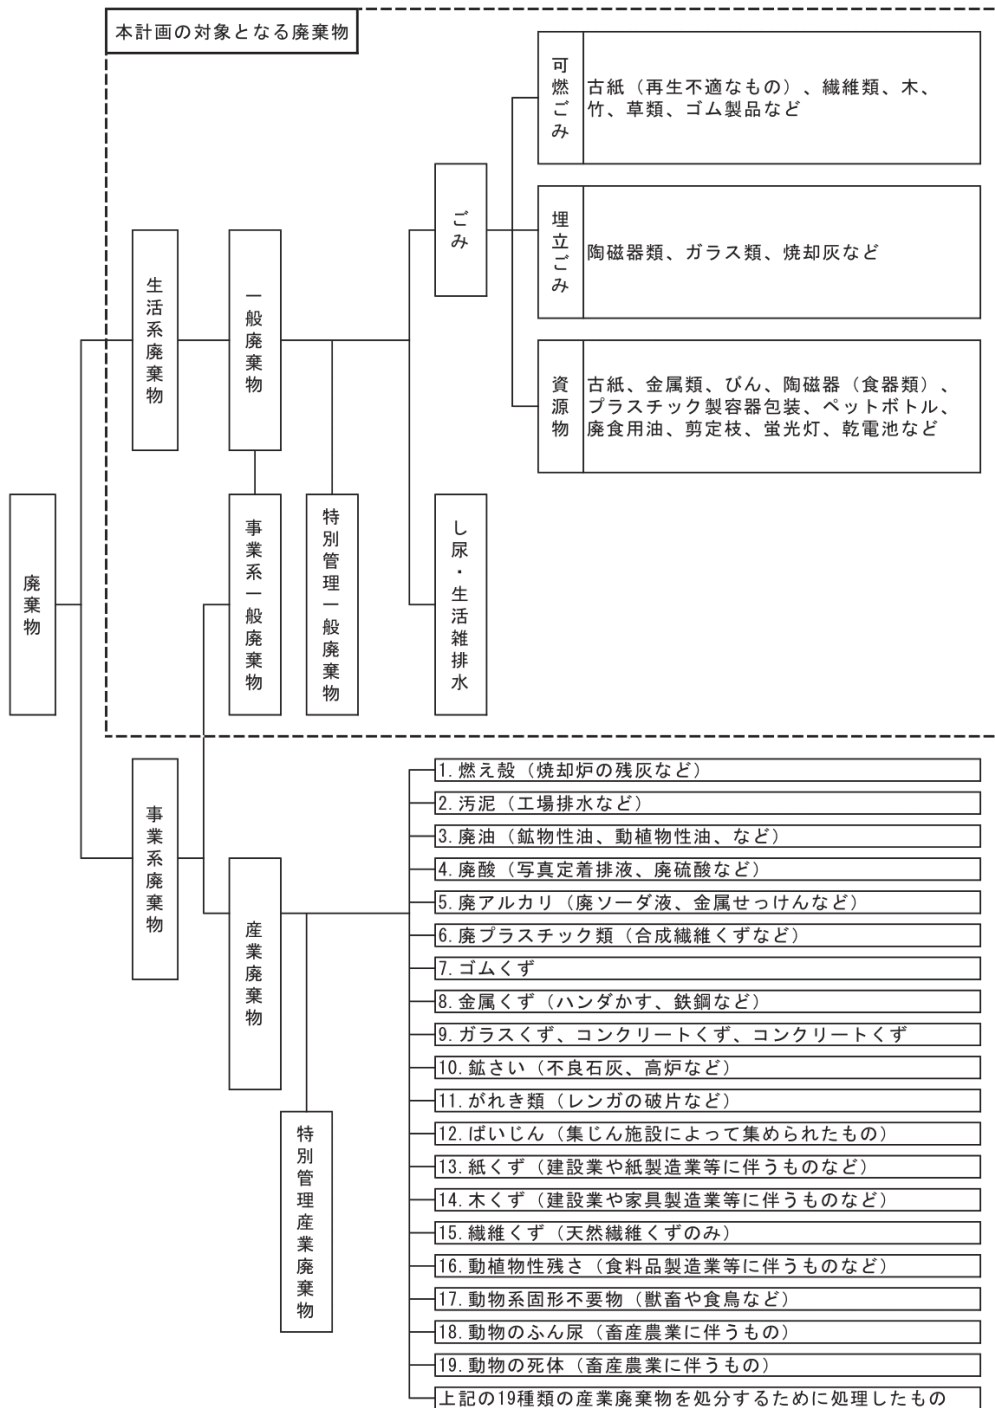 本計画の対象となる廃棄物
廃棄物
生活系廃棄物
一般廃棄物
事業系一般廃棄物
特別管理一般廃棄物
ごみ
可燃ごみ
古紙（再生不適なもの）、繊維類、木、
竹、草類、ゴム製品など
埋立ごみ
陶磁器類、ガラス類、焼却灰など
資源物
古紙、金属類、びん、陶磁器（食器類）、
プラスチック製容器包装、ペットボトル、
廃食用油、剪定枝、蛍光灯、乾電池など
し尿・生活雑排水
事業系廃棄物
産業廃棄物
特別管理産業廃棄物
1.燃え殻（焼却炉の残灰など）
2.汚泥（工場排水など）
3.廃油（鉱物性油、動植物性油、など）
4.廃酸（写真定着排液、廃硫酸など）
5.廃アルカリ（廃ソーダ液、金属せっけんなど）
6.廃プラスチック類（合成繊維くずなど）
7.ゴムくず
8.金属くず（ハンダかす、鉄鋼など）
9.ガラスくず、コンクリートくず、コンクリートくず
10.鉱さい（不良石灰、高炉など）
11.がれき類（レンガの破片など）
12.ばいじん（集じん施設によって集められたもの）
13.紙くず（建設業や紙製造業等に伴うものなど）
14.木くず（建設業や家具製造業等に伴うものなど）
15.繊維くず（天然繊維くずのみ）
16.動植物性残さ（食料品製造業等に伴うものなど）
17.動物系固形不要物（獣畜や食鳥など）
18.動物のふん尿（畜産農業に伴うもの）
19.動物の死体（畜産農業に伴うもの）
上記の19種類の産業廃棄物を処分するために処理したもの